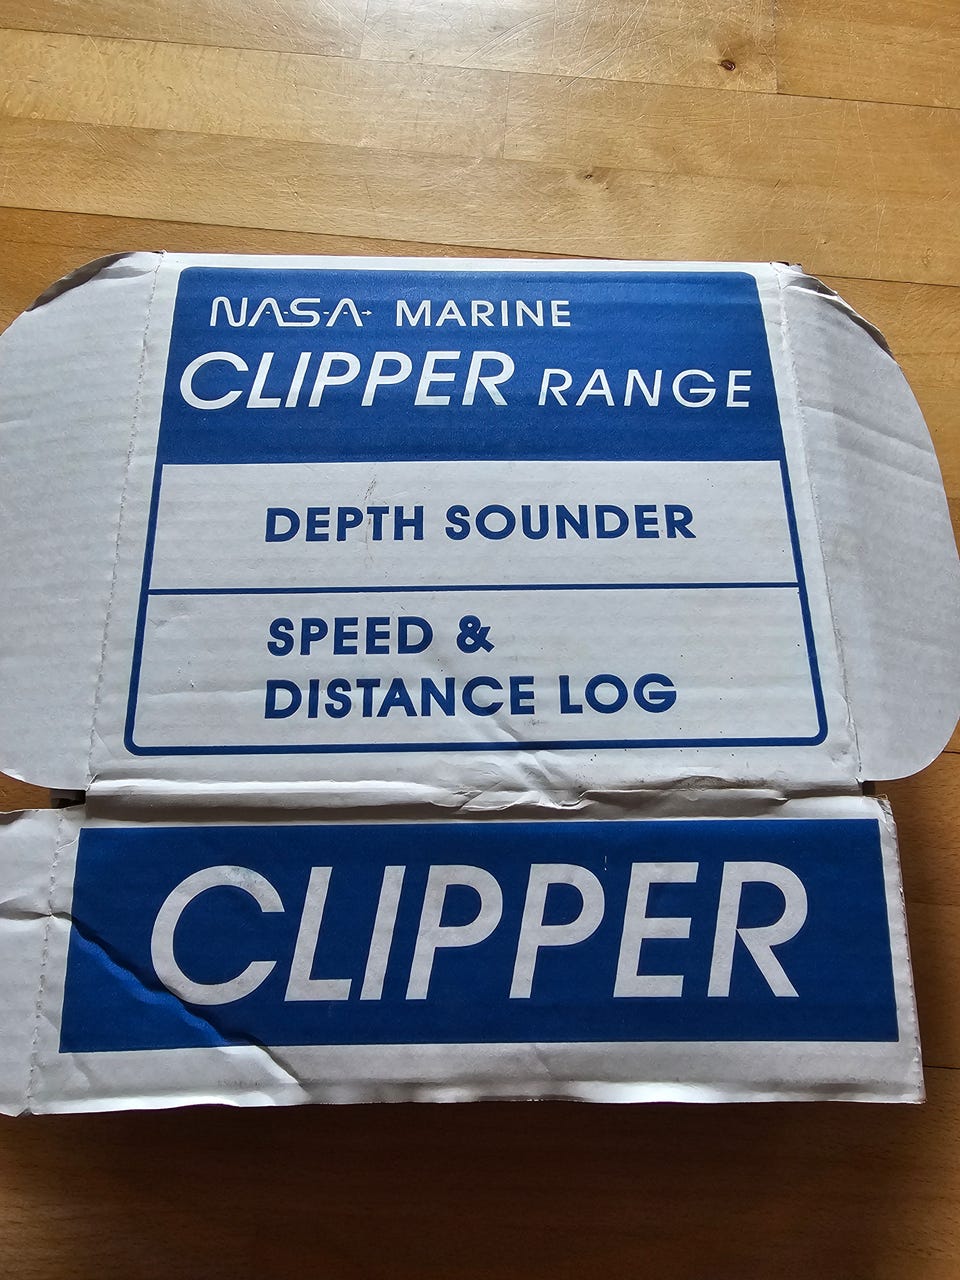 NASA MARINE
CLIPPER RANGE
DEPTH SOUNDER
SPEED &
DISTANCE LOG
CLIPPER